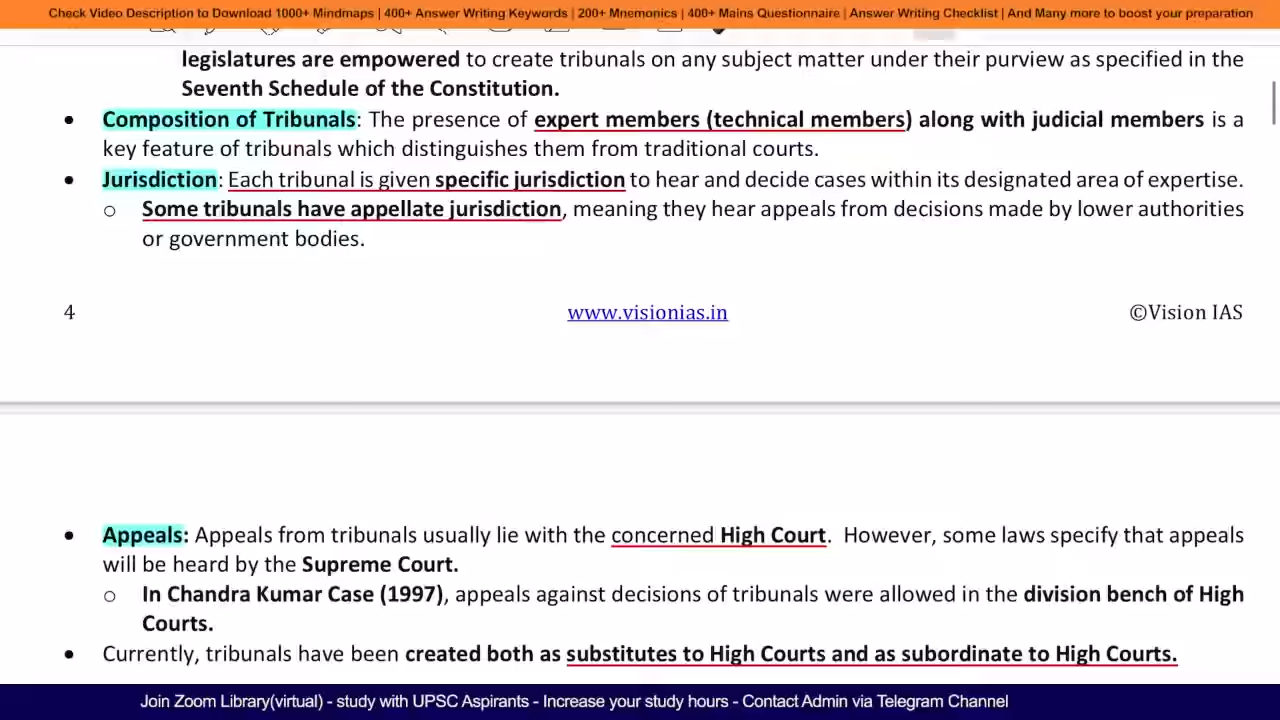 Check Video Description to Download 1000+ Mindmaps | 400+ Answer Writing Keywords | 200+ Mnemonics | 400+ Mains Questionnaire | Answer Writing Checklist | And Many more to boost your preparation
legislatures are empowered to create tribunals on any subject matter under their purview as specified in the
Seventh Schedule of the Constitution.
• Composition of Tribunals: The presence of expert members (technical members) along with judicial members is a
key feature of tribunals which distinguishes them from traditional courts.
• Jurisdiction: Each tribunal is given specific jurisdiction to hear and decide cases within its designated area of expertise.
o Some tribunals have appellate jurisdiction, meaning they hear appeals from decisions made by lower authorities
or government bodies.
4 www.visionias.in ©Vision IAS
• Appeals: Appeals from tribunals usually lie with the concerned High Court. However, some laws specify that appeals
will be heard by the Supreme Court.
o In Chandra Kumar Case (1997), appeals against decisions of tribunals were allowed in the division bench of High
Courts.
• Currently, tribunals have been created both as substitutes to High Courts and as subordinate to High Courts.
Join Zoom Library(virtual) - study with UPSC Aspirants - Increase your study hours - Contact Admin via Telegram Channel